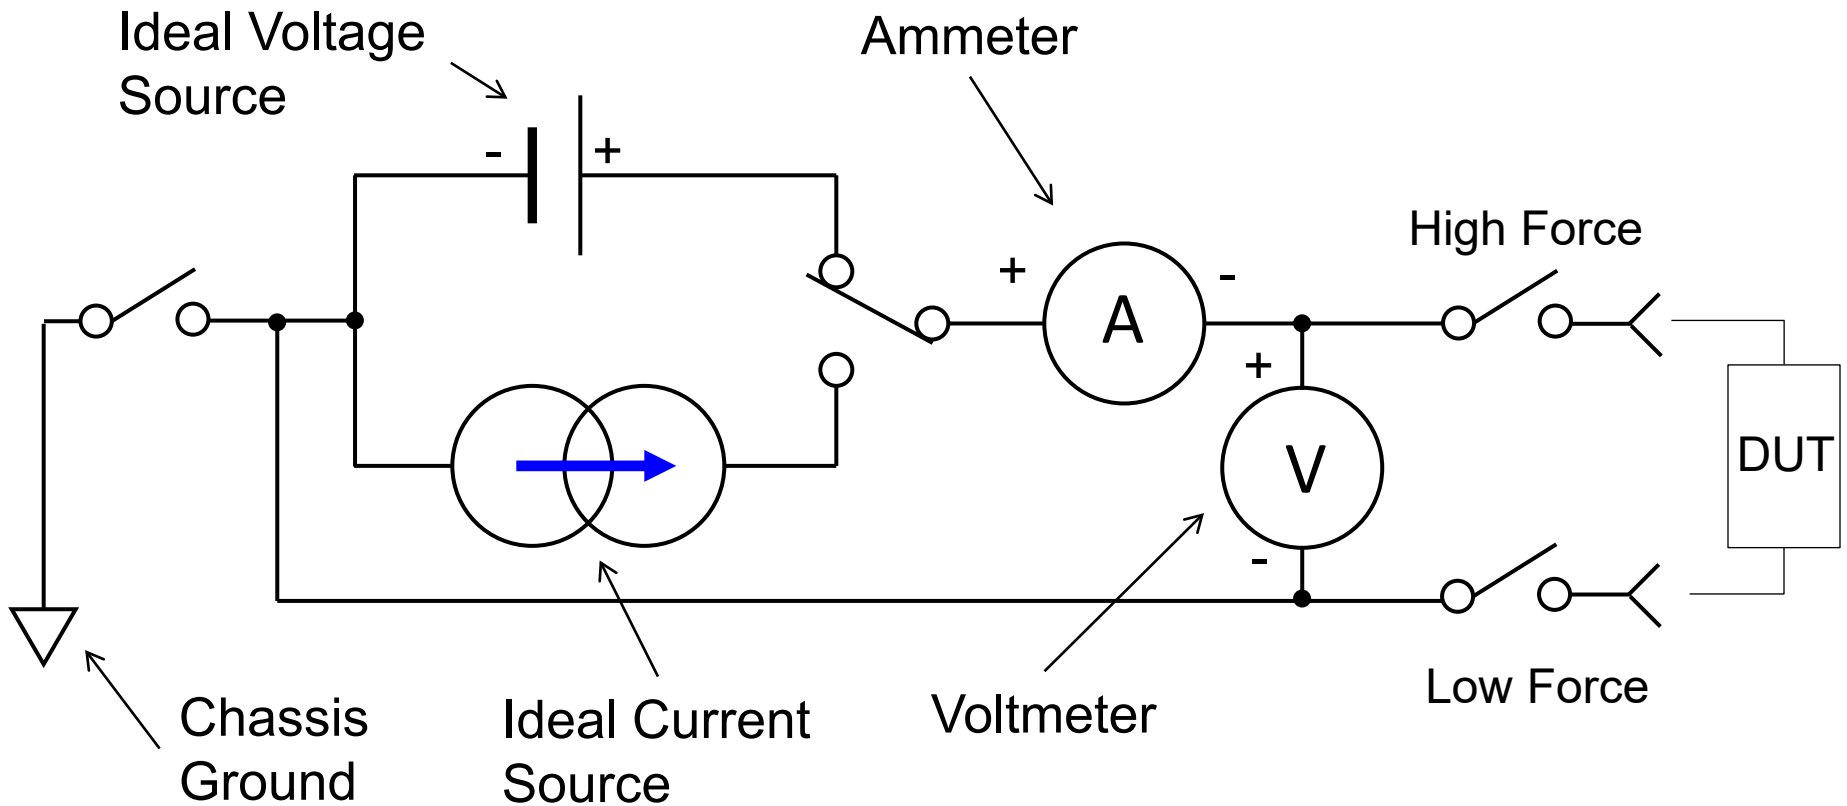 Ideal Voltage
Source
Ammeter
- +
High Force
+ -
A
+
DUT
V
-
Low Force
Chassis
Ground
Ideal Current
Source
Voltmeter